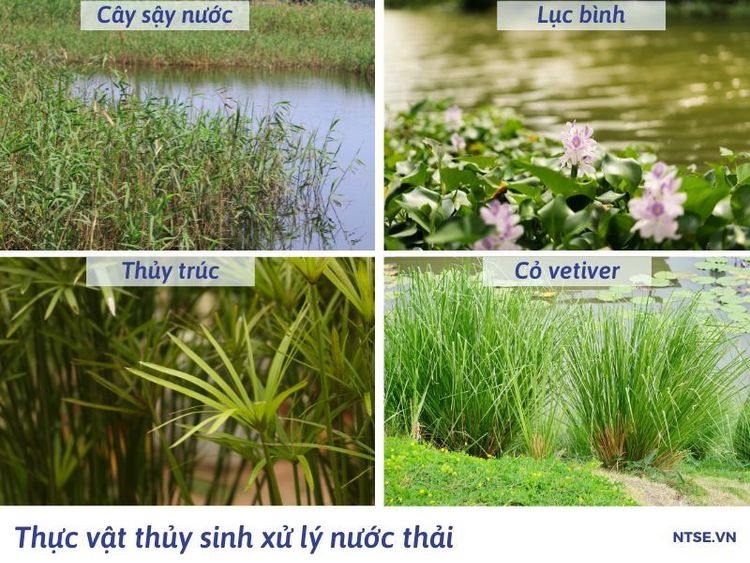 Cây sậy nước
Lục bình
Thủy trúc
Cỏ vetiver
Thực vật thủy sinh xử lý nước thải
NTSE.VN